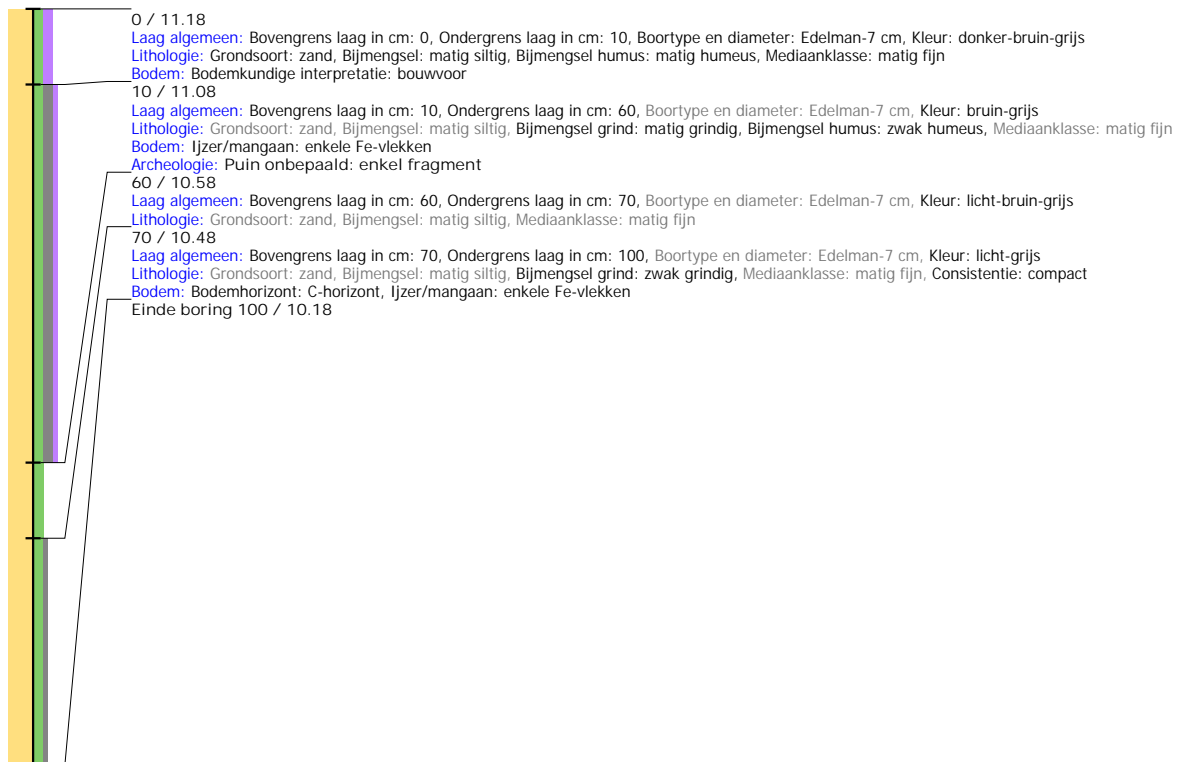 0 / 11.18
Laag algemeen: Bovengrens laag in cm: 0, Ondergrens laag in cm: 10, Boortype en diameter: Edelman-7 cm, Kleur: donker-bruin-grijs
Lithologie: Grondsoort: zand, Bijmengsel: matig siltig, Bijmengsel humus: matig humeus, Mediaanklasse: matig fijn
Bodem: Bodemkundige interpretatie: bouwvoor
10 / 11.08
Laag algemeen: Bovengrens laag in cm: 10, Ondergrens laag in cm: 60, Boortype en diameter: Edelman-7 cm, Kleur: bruin-grijs
Lithologie: Grondsoort: zand, Bijmengsel: matig siltig, Bijmengsel grind: matig grindig, Bijmengsel humus: zwak humeus, Mediaanklasse: matig fijn
Bodem: Ijzer/mangaan: enkele Fe-vlekken
Archeologie: Puin onbepaald: enkel fragment
60 / 10.58
Laag algemeen: Bovengrens laag in cm: 60, Ondergrens laag in cm: 70, Boortype en diameter: Edelman-7 cm, Kleur: licht-bruin-grijs
Lithologie: Grondsoort: zand, Bijmengsel: matig siltig, Mediaanklasse: matig fijn
70 / 10.48
Laag algemeen: Bovengrens laag in cm: 70, Ondergrens laag in cm: 100, Boortype en diameter: Edelman-7 cm, Kleur: licht-grijs
Lithologie: Grondsoort: zand, Bijmengsel: matig siltig, Bijmengsel grind: zwak grindig, Mediaanklasse: matig fijn, Consistentie: compact
Bodem: Bodemhorizont: C-horizont, Ijzer/mangaan: enkele Fe-vlekken
Einde boring 100 / 10.18